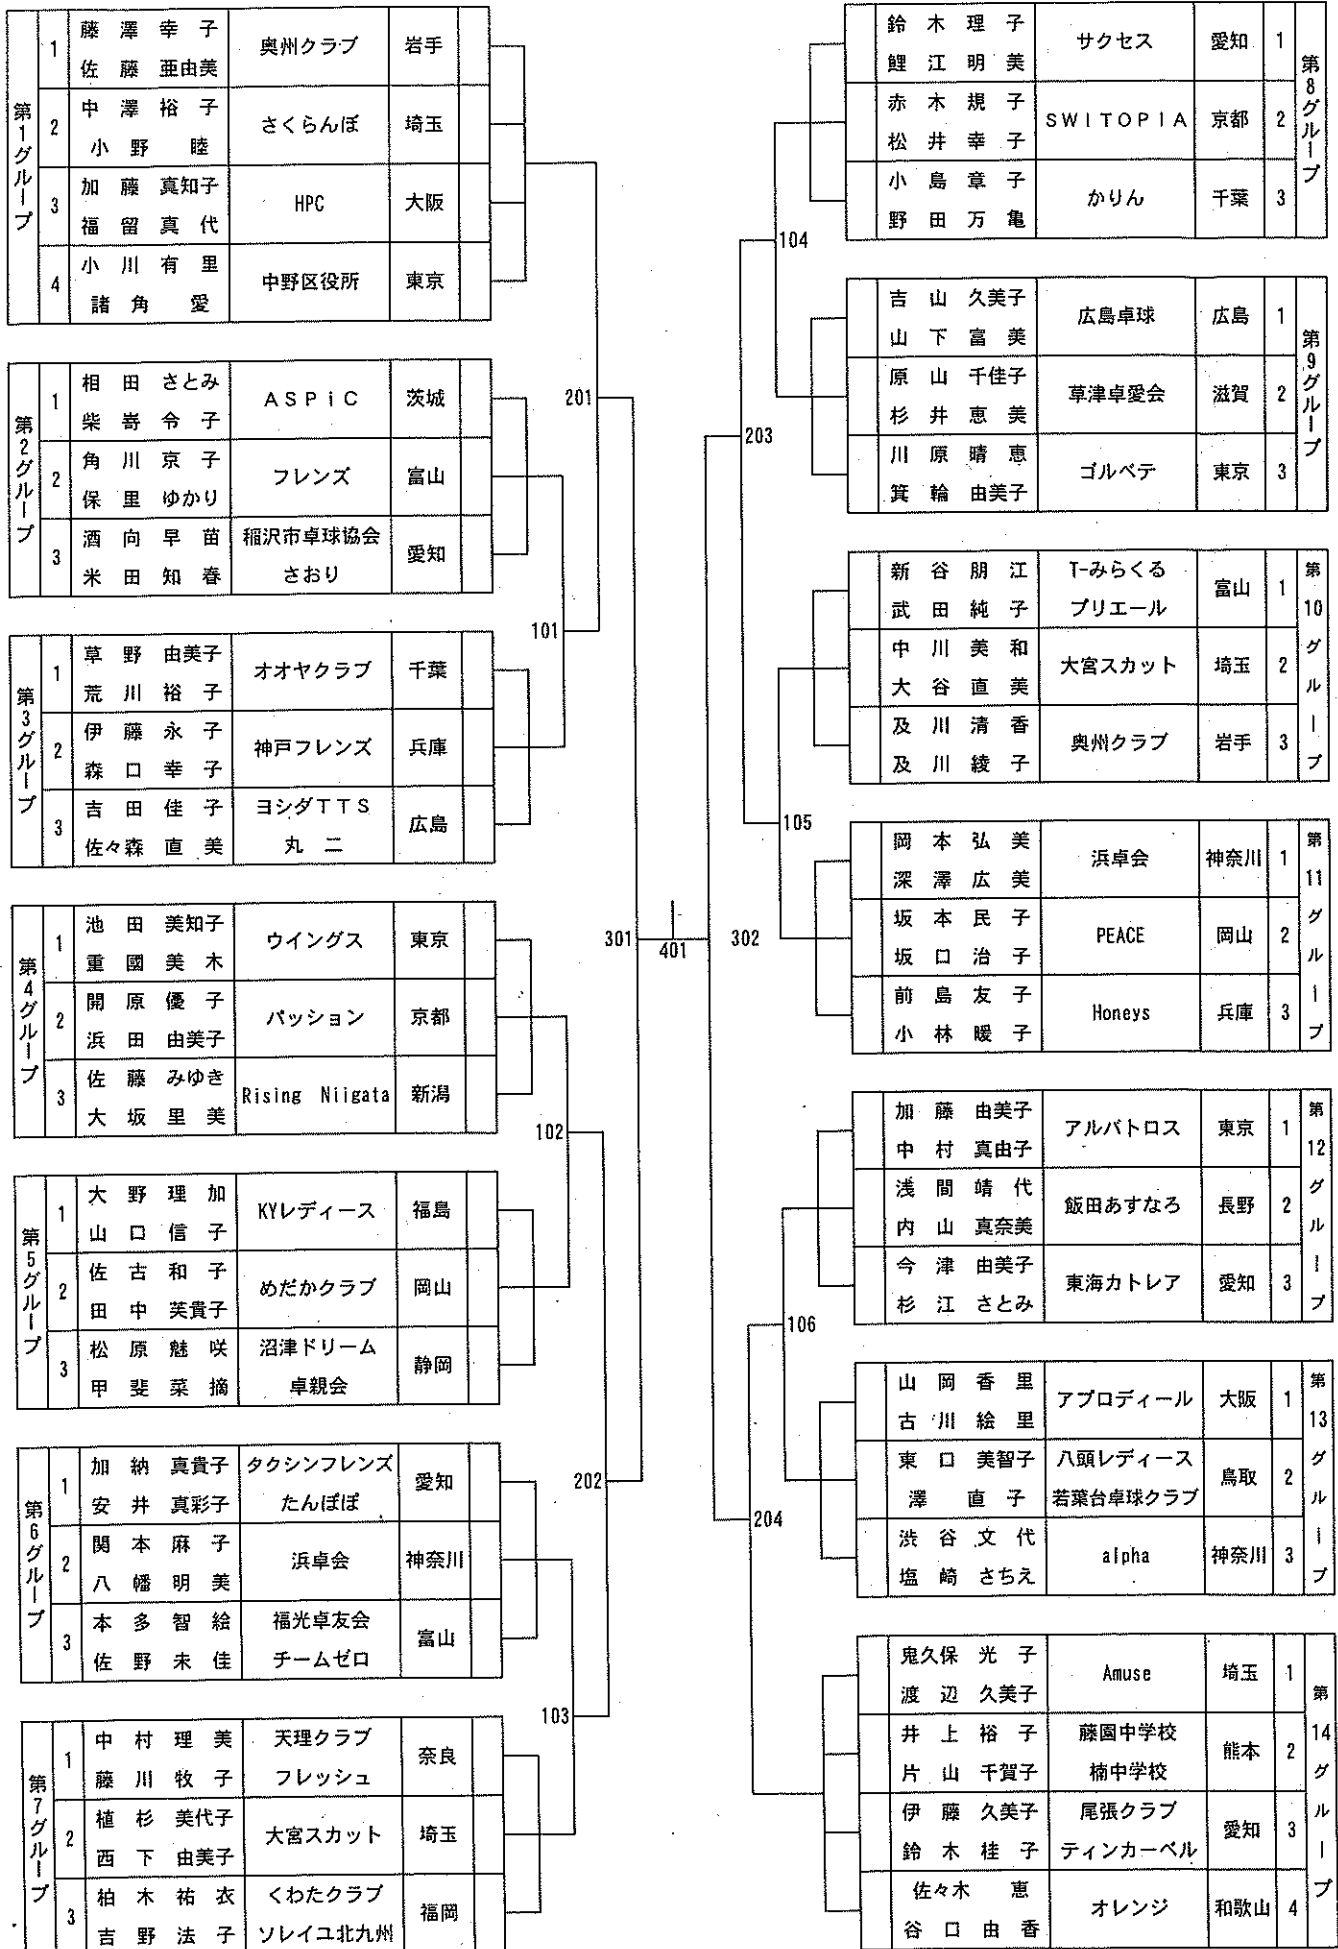 第1グループ
1
藤澤幸子
佐藤亜由美
奥州クラブ
岩手
2
中澤裕子
小野睦
さくらんぼ
埼玉
3
加藤真知子
福留真代
HPC
大阪
4
小川有里
諸角愛
中野区役所
東京
第2グループ
1
相田さとみ
柴嵜令子
ASPiC
茨城
2
角川京子
保里ゆかり
フレンズ
富山
3
酒向早苗
米田知春
稲沢市卓球協会
さおり
愛知
第3グループ
1
草野由美子
荒川裕子
オオヤクラブ
千葉
2
伊藤永子
森口幸子
神戸フレンズ
兵庫
3
吉田佳子
佐々森直美
ヨシダTTS
丸二
広島
第4グループ
1
池田美知子
重國美木
ウイングス
東京
2
開原優子
浜田由美子
パッション
京都
3
佐藤みゆき
大坂里美
Rising Niigata
新潟
第5グループ
1
大野理加
山口信子
KYレディース
福島
2
佐古和子
田中芙貴子
めだかクラブ
岡山
3
松原魅咲
甲斐菜摘
沼津ドリーム
卓親会
静岡
第6グループ
1
加納真貴子
安井真彩子
タクシンフレンズ
たんぽぽ
愛知
2
関本麻子
八幡明美
浜卓会
神奈川
3
本多智絵
佐野未佳
福光卓友会
チームゼロ
富山
第7グループ
1
中村理美
藤川牧子
天理クラブ
フレッシュ
奈良
2
植杉美代子
西下由美子
大宮スカット
埼玉
3
柏木祐衣
吉野法子
くわたクラブ
ソレイユ北九州
福岡
101
102
103
201
202
301
401
302
203
204
104
105
106
鈴木理子
鯉江明美
サクセス
愛知
1
第8グループ
赤木規子
松井幸子
SWITOPIA
京都
2
小島章子
野田万亀
かりん
千葉
3
吉山久美子
山下富美
広島卓球
広島
1
第9グループ
原山千佳子
杉井恵美
草津卓愛会
滋賀
2
川原晴恵
箕輪由美子
ゴルベテ
東京
3
新谷朋江
武田純子
T-みらくる
プリエール
富山
1
第10グループ
中川美和
大谷直美
大宮スカット
埼玉
2
及川清香
及川綾子
奥州クラブ
岩手
3
岡本弘美
深澤広美
浜卓会
神奈川
1
第11グループ
坂本民子
坂口治子
PEACE
岡山
2
前島友子
小林暖子
Honeys
兵庫
3
加藤由美子
中村真由子
アルバトロス
東京
1
第12グループ
浅間靖代
内山真奈美
飯田あすなろ
長野
2
今津由美子
杉江さとみ
東海カトレア
愛知
3
山岡香里
古川絵里
アプロディール
大阪
1
第13グループ
東口美智子
澤直子
八頭レディース
若葉台卓球クラブ
鳥取
2
渋谷文代
塩崎さちえ
alpha
神奈川
3
鬼久保光子
渡辺久美子
Amuse
埼玉
1
第14グループ
井上裕子
片山千賀子
藤園中学校
楠中学校
熊本
2
伊藤久美子
鈴木桂子
尾張クラブ
ティンカーベル
愛知
3
佐々木恵
谷口由香
オレンジ
和歌山
4